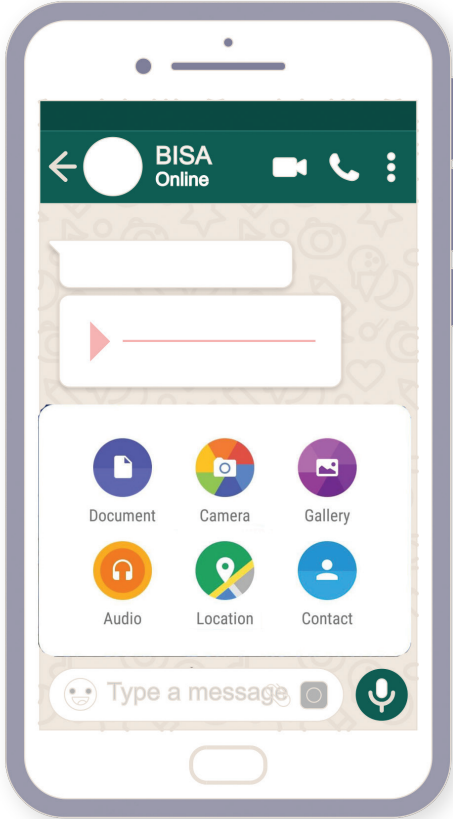 BISA
Online
Document
Camera
Gallery
Audio
Location
Contact
Type a message